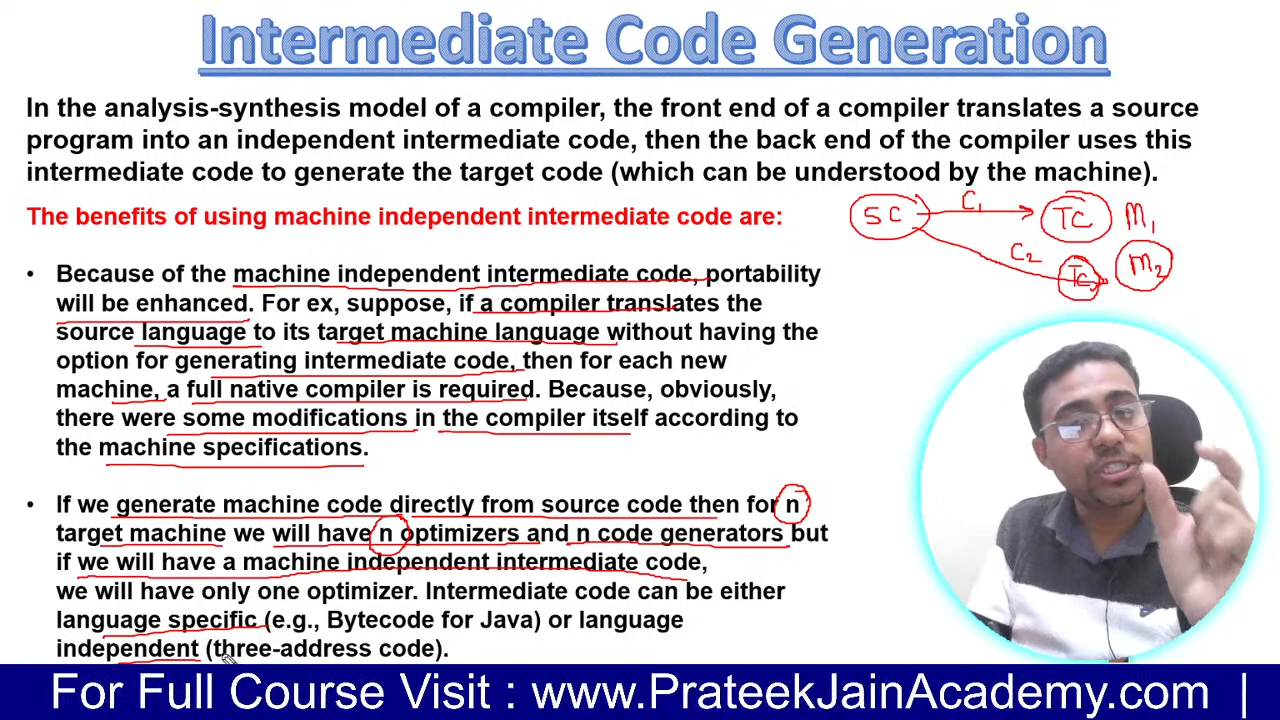 Intermediate Code Generation
In the analysis-synthesis model of a compiler, the front end of a compiler translates a source
program into an independent intermediate code, then the back end of the compiler uses this
intermediate code to generate the target code (which can be understood by the machine).
The benefits of using machine independent intermediate code are:
SC C1 TC M1
C2 TC M2
• Because of the machine independent intermediate code, portability
will be enhanced. For ex, suppose, if a compiler translates the
source language to its target machine language without having the
option for generating intermediate code, then for each new
machine, a full native compiler is required. Because, obviously,
there were some modifications in the compiler itself according to
the machine specifications.
• If we generate machine code directly from source code then for n
target machine we will have n optimizers and n code generators but
if we will have a machine independent intermediate code,
we will have only one optimizer. Intermediate code can be either
language specific (e.g., Bytecode for Java) or language
independent (three-address code).
For Full Course Visit : www.PrateekJainAcademy.com |